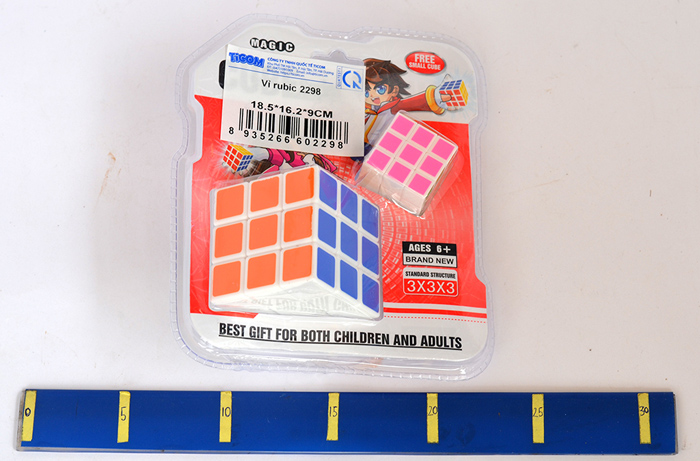 MAGIC
TiCOM
CÔNG TY TNHH QUỐC TẾ TICOM
Vỉ rubic 2298
18.5*16.2*9CM
8 935266 602298
FREE
SMALL CUBE
AGES 6+
BRAND NEW
STANDARD STRUCTURE
3X3X3
BEST GIFT FOR BOTH CHILDREN AND ADULTS
0 5 10 15 20 25 30